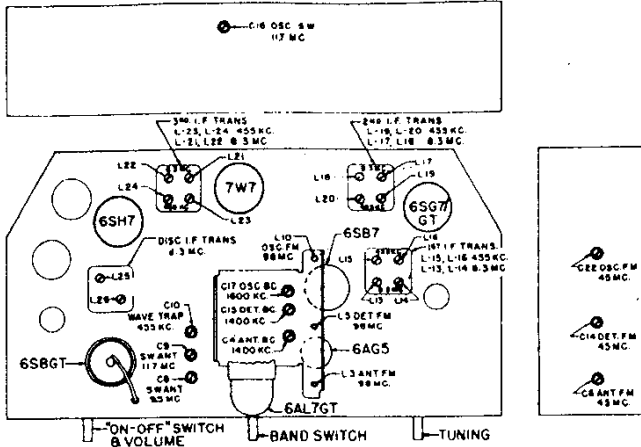 C16 OSC. S.W
11.7 MC
3RD. I.F. TRANS
L-23, L-24 455 KC.
L-21, L22 8.3 MC.
2ND. I.F. TRANS
L-19, L-20 455 KC.
L-17, L18 8.3 MC.
L22
L21
L24
L23
7W7
L18
L17
L20
L19
6SG7
GT
6SH7
DISC I.F TRANS
8.3 MC.
L25
L26
L10
OSC. FM
98 MC
6SB7
L15
L16
1ST I.F TRANS.
L-15, L-16 455 KC.
L-13, L-14 8.3 MC
L13
L14
C17 OSC. BC.
1600 KC.
C15 DET. BC.
1400 KC.
C4 ANT. BC
1400 KC.
C10
WAVE TRAP
455 KC.
C9
SW ANT
11.7 MC
C8
SW ANT
9.5 MC
L5 DET. FM
98 MC
6AG5
L3 ANT. FM
98 MC.
6S8GT
6AL7GT
C22 OSC. FM
45 MC.
C14 DET. FM
45 MC.
"ON-OFF" SWITCH
& VOLUME
BAND SWITCH
TUNING
ANT FM
45 MC.